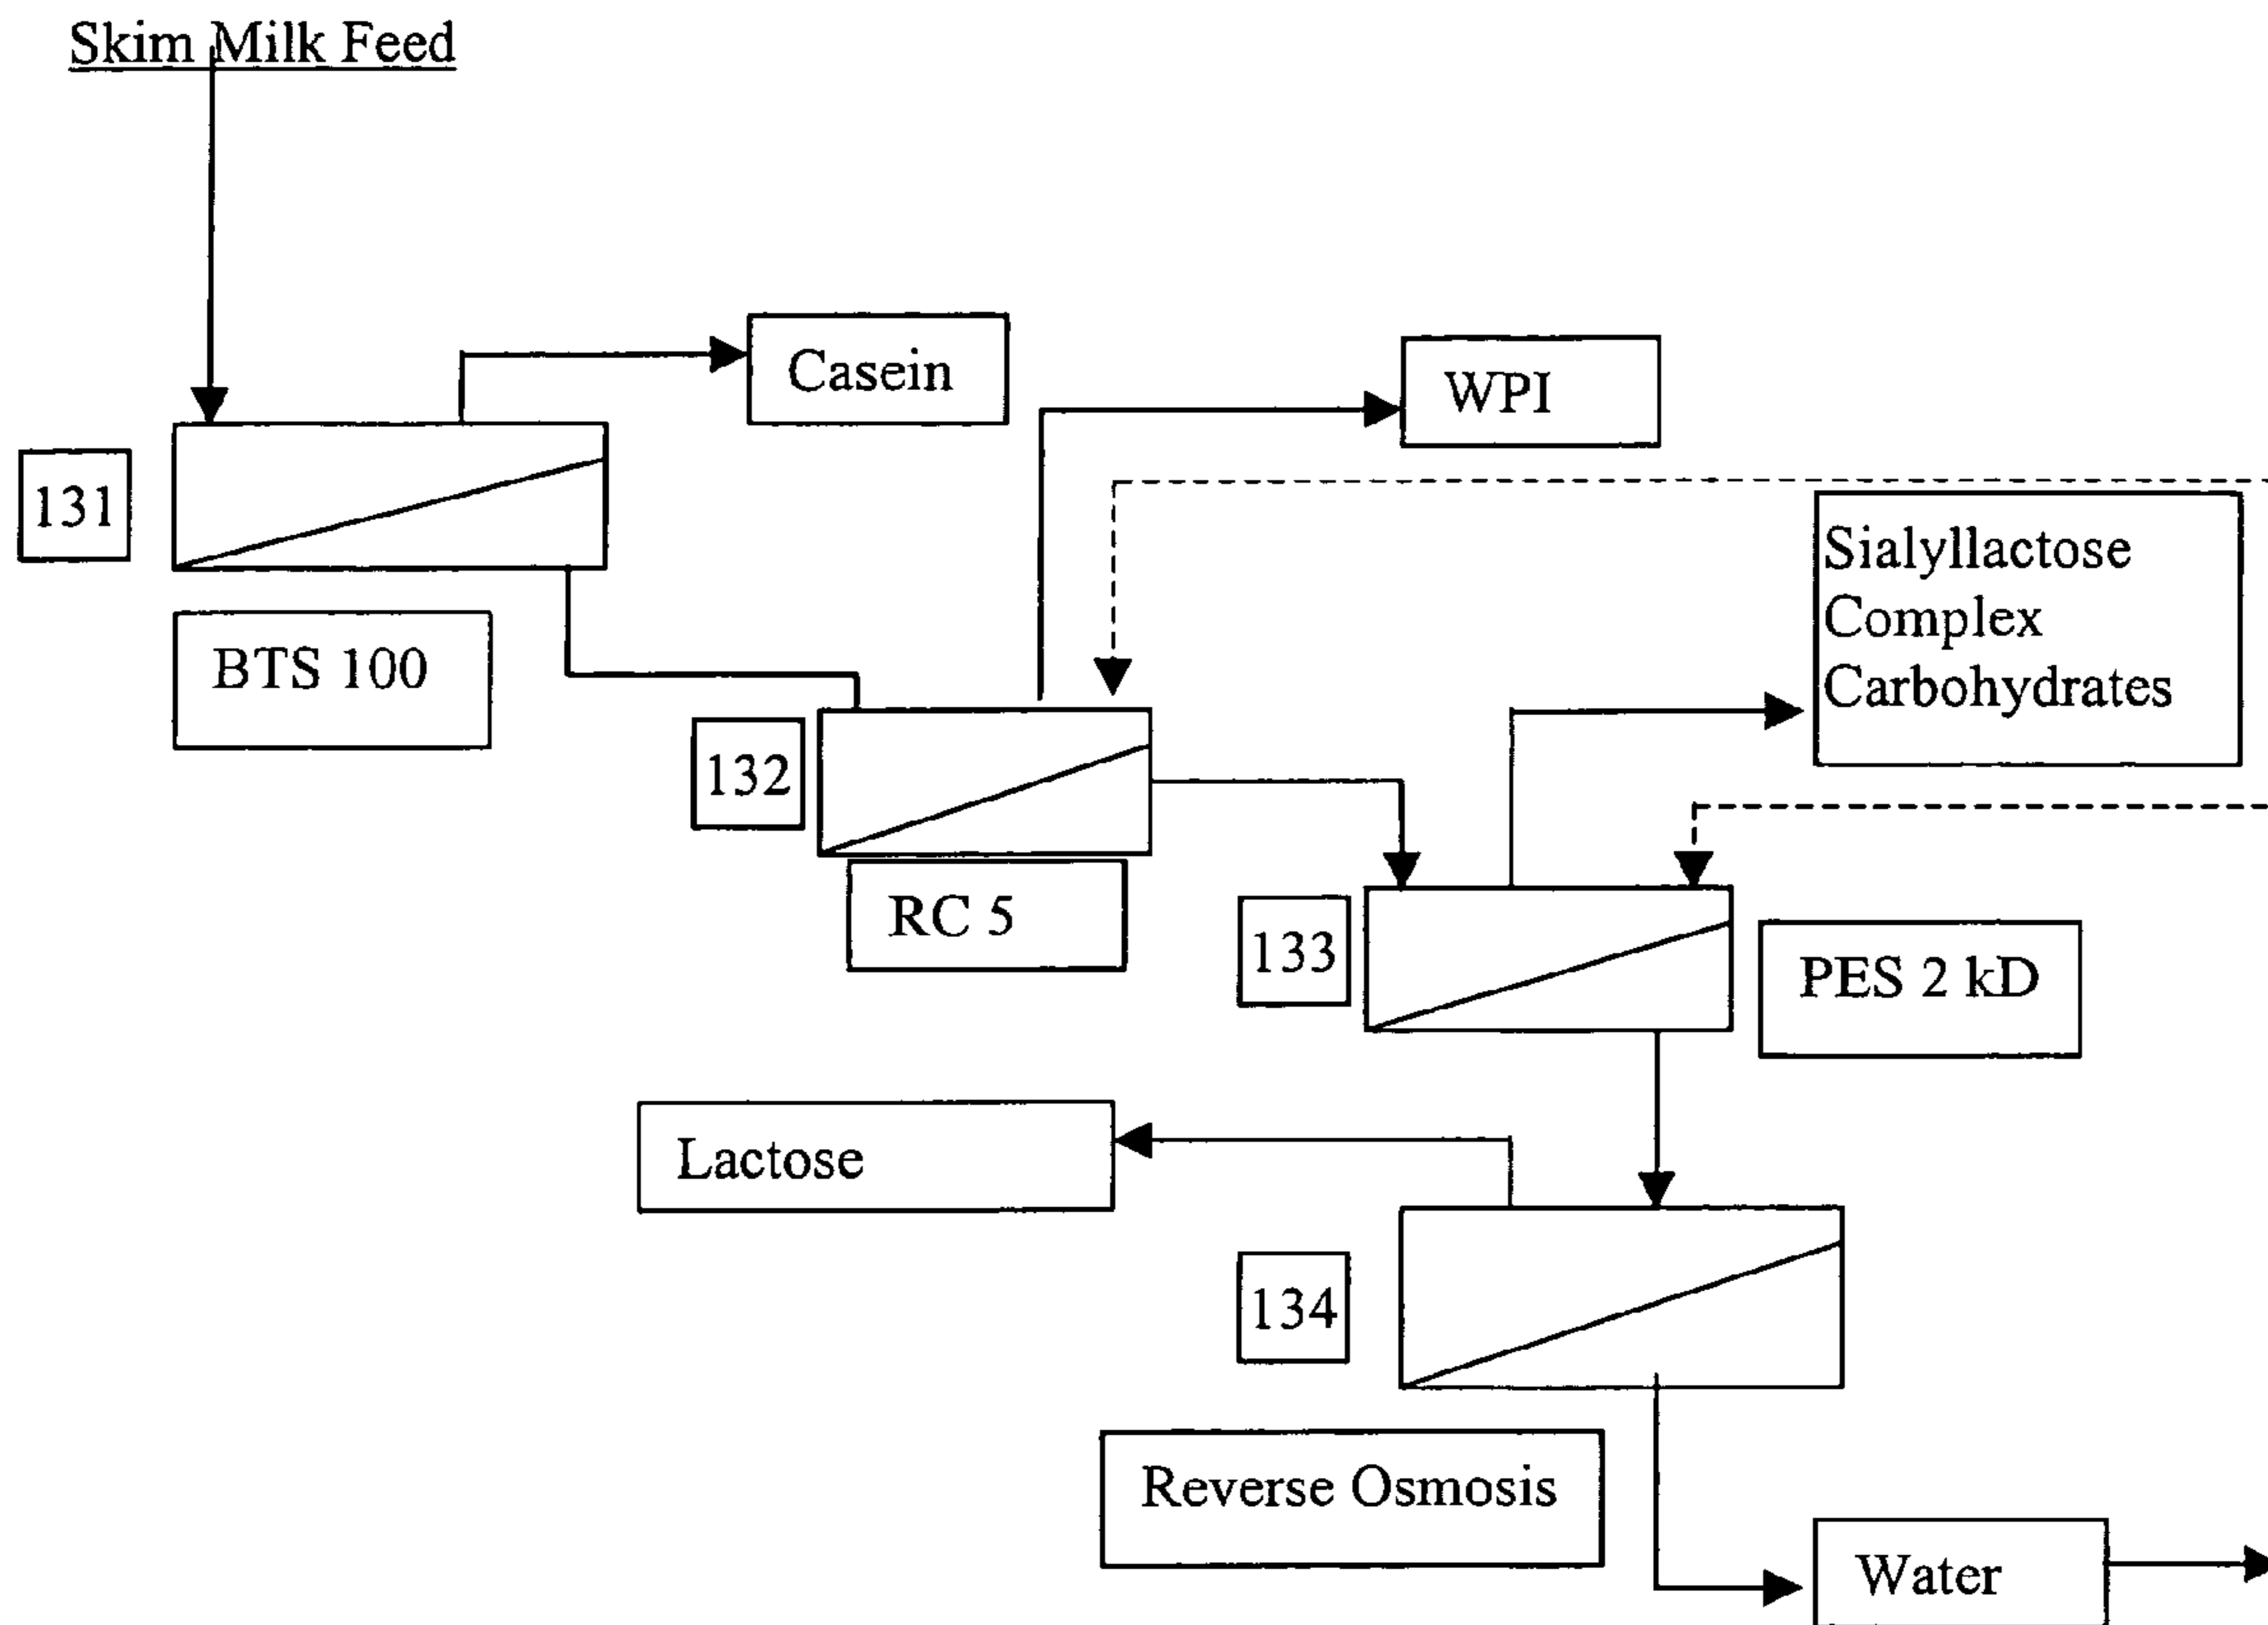 Skim Milk Feed
Casein
WPI
131
Sialyllactose
Complex
Carbohydrates
BTS 100
132
RC 5
133
PES 2 kD
Lactose
134
Reverse Osmosis
Water